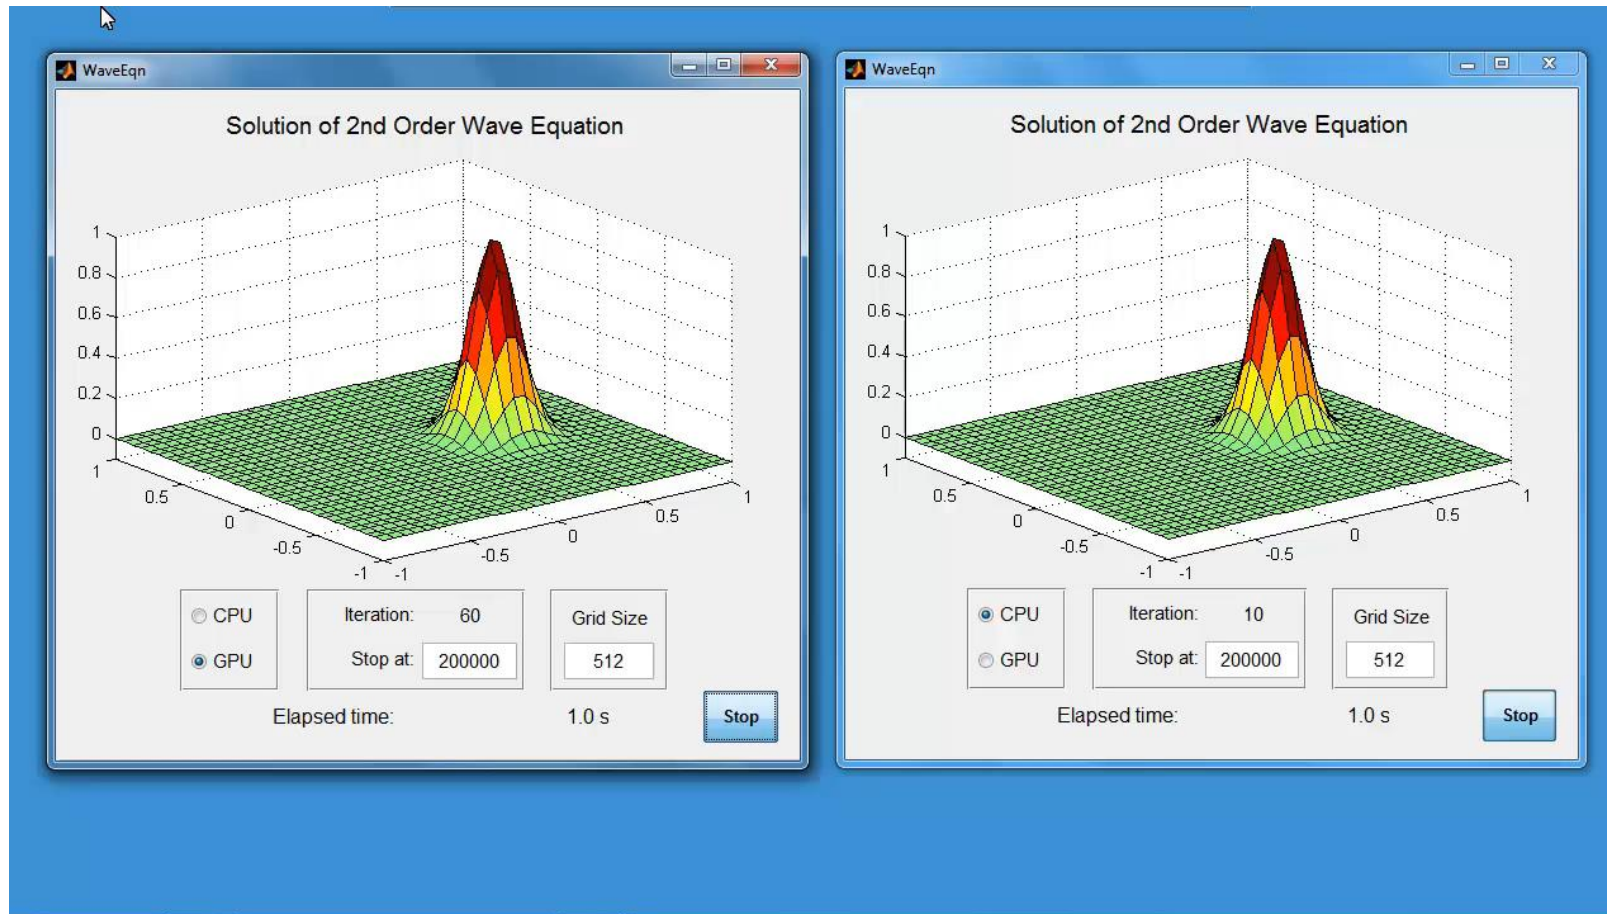 WaveEqn
Solution of 2nd Order Wave Equation
1
0.8
0.6
0.4
0.2
0
1
0.5
0
-0.5
-1
-1
-0.5
0
0.5
1
CPU
GPU
Iteration: 60
Stop at: 200000
Grid Size
512
Elapsed time: 1.0 s
Stop
WaveEqn
Solution of 2nd Order Wave Equation
1
0.8
0.6
0.4
0.2
0
1
0.5
0
-0.5
-1
-1
-0.5
0
0.5
1
CPU
GPU
Iteration: 10
Stop at: 200000
Grid Size
512
Elapsed time: 1.0 s
Stop